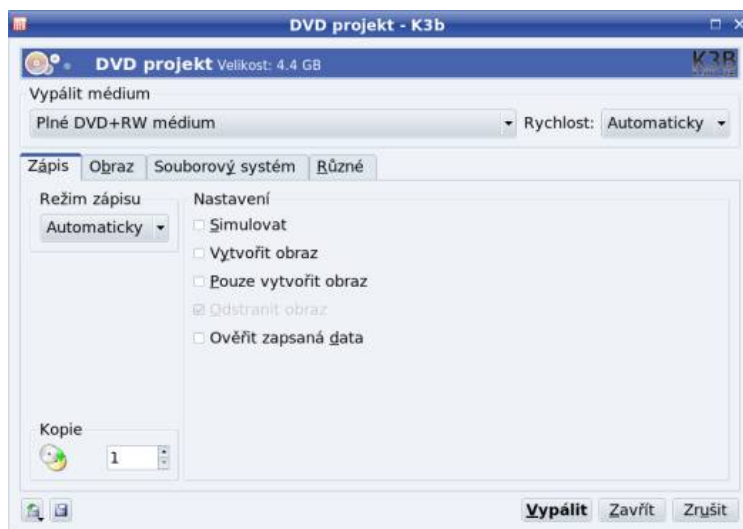 DVD projekt - K3b
DVD projekt Velikost: 4.4 GB
K3B
Vypálit médium
Plné DVD+RW médium
Rychlost: Automaticky
Zápis Obraz Souborový systém Různé
Režim zápisu
Automaticky
Nastavení
Simulovat
Vytvořit obraz
Pouze vytvořit obraz
Odstranit obraz
Ověřit zapsaná data
Kopie
1
Vypálit Zavřít Zrušit